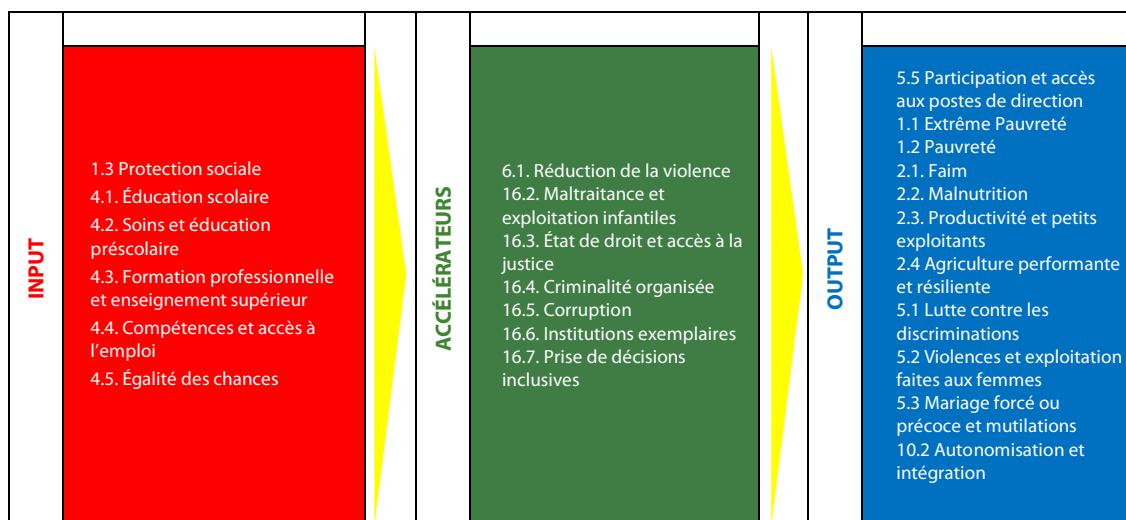 INPUT
1.3 Protection sociale
4.1. Éducation scolaire
4.2. Soins et éducation
préscolaire
4.3. Formation professionnelle
et enseignement supérieur
4.4. Compétences et accès à
l’emploi
4.5. Égalité des chances
ACCÉLÉRATEURS
6.1. Réduction de la violence
16.2. Maltraitance et
exploitation infantiles
16.3. État de droit et accès à la
justice
16.4. Criminalité organisée
16.5. Corruption
16.6. Institutions exemplaires
16.7. Prise de décisions
inclusives
OUTPUT
5.5 Participation et accès
aux postes de direction
1.1 Extrême Pauvreté
1.2 Pauvreté
2.1. Faim
2.2. Malnutrition
2.3. Productivité et petits
exploitants
2.4 Agriculture performante
et résiliente
5.1 Lutte contre les
discriminations
5.2 Violences et exploitation
faites aux femmes
5.3 Mariage forcé ou
précoce et mutilations
10.2 Autonomisation et
intégration